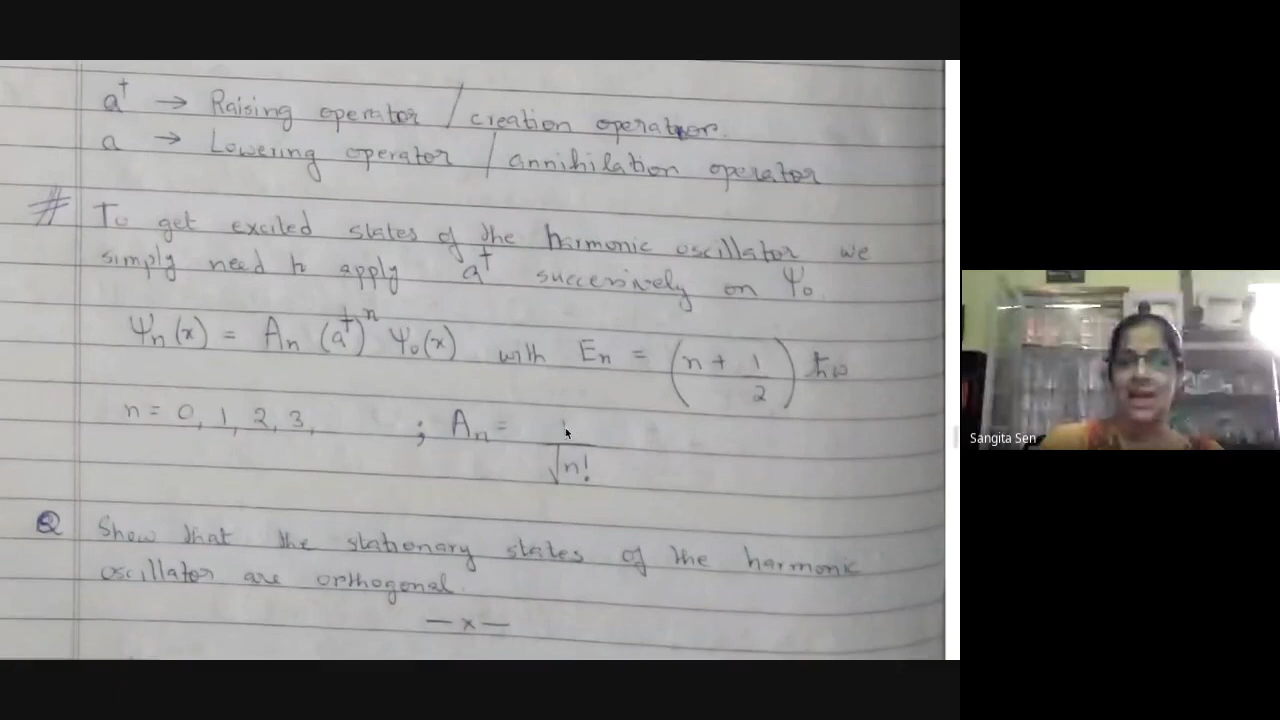 a† → Raising operator / creation operator.
a → Lowering operator / annihilation operator
# To get excited states of the harmonic oscillator we
simply need to apply a† successively on Ψ₀
Ψₙ(x) = Aₙ (a†)ⁿ Ψ₀(x) with Eₙ = (n + 1/2) ħω
n = 0, 1, 2, 3, ; Aₙ = 1/√n!
Q Show that the stationary states of the harmonic
oscillator are orthogonal.
— x —
Sangita Sen